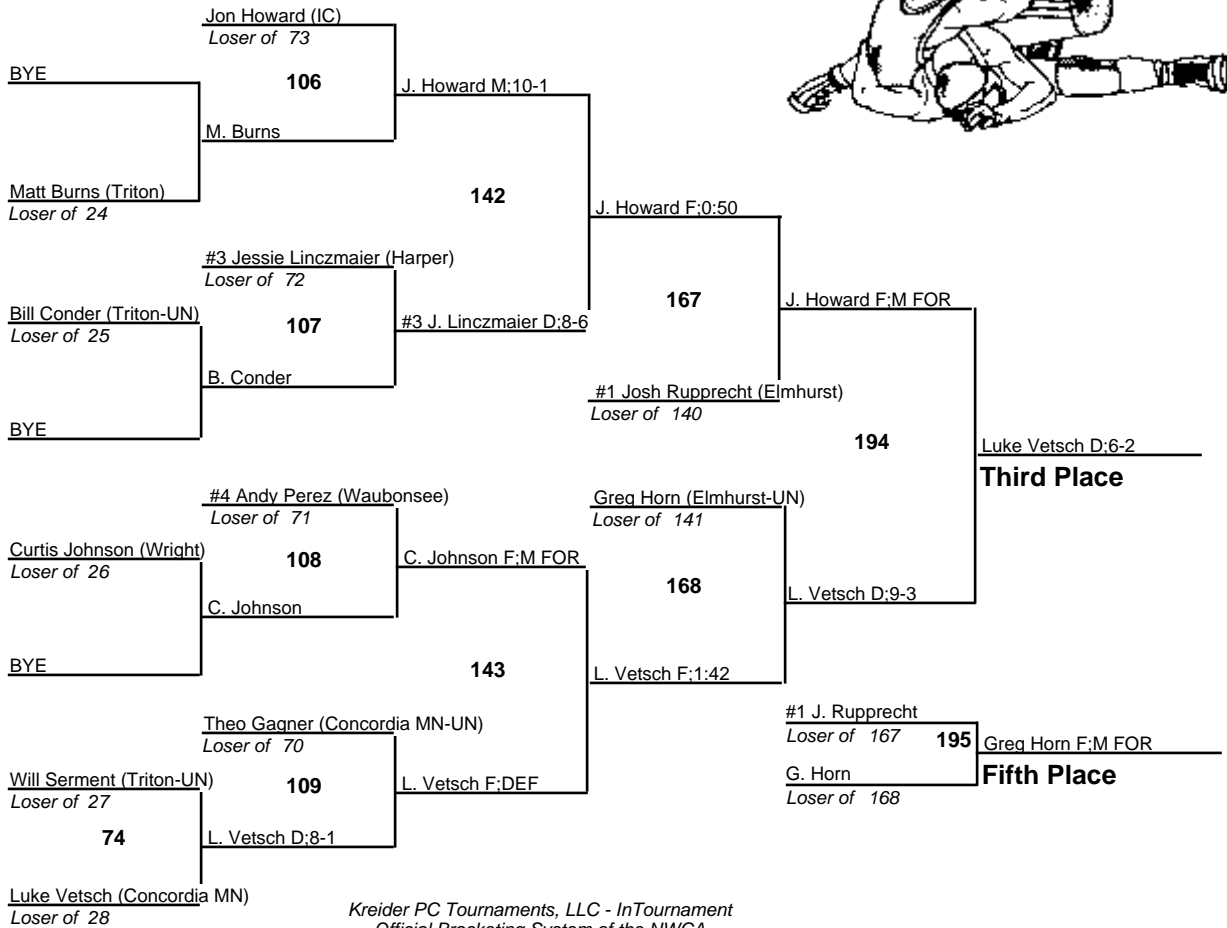 Jon Howard (IC)
Loser of 73
BYE
106
J. Howard M;10-1
M. Burns
Matt Burns (Triton)
Loser of 24
142
J. Howard F;0:50
#3 Jessie Linczmaier (Harper)
Loser of 72
Bill Conder (Triton-UN)
Loser of 25
107
#3 J. Linczmaier D;8-6
167
J. Howard F;M FOR
B. Conder
#1 Josh Rupprecht (Elmhurst)
Loser of 140
BYE
194
Luke Vetsch D;6-2
Third Place
#4 Andy Perez (Waubonsee)
Loser of 71
Greg Horn (Elmhurst-UN)
Loser of 141
Curtis Johnson (Wright)
Loser of 26
108
C. Johnson F;M FOR
168
C. Johnson
L. Vetsch D;9-3
BYE
143
L. Vetsch F;1:42
Theo Gagner (Concordia MN-UN)
Loser of 70
#1 J. Rupprecht
Loser of 167
195
Greg Horn F;M FOR
Fifth Place
G. Horn
Loser of 168
Will Serment (Triton-UN)
Loser of 27
109
L. Vetsch F;DEF
74
L. Vetsch D;8-1
Luke Vetsch (Concordia MN)
Loser of 28
Kreider PC Tournaments, LLC - InTournament
Official Bracketing System of the NWCA